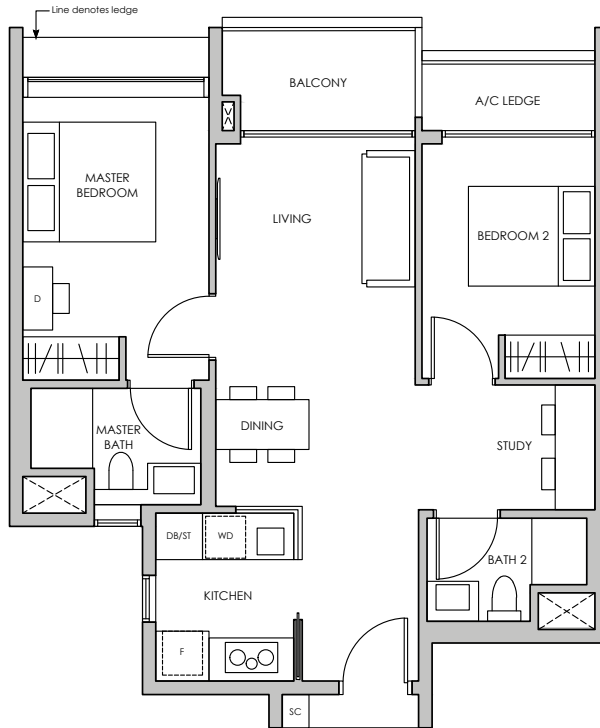 Line denotes ledge
BALCONY
A/C LEDGE
MASTER
BEDROOM
LIVING
BEDROOM 2
D
MASTER
BATH
DINING
STUDY
DB/ST
WD
BATH 2
KITCHEN
F
SC